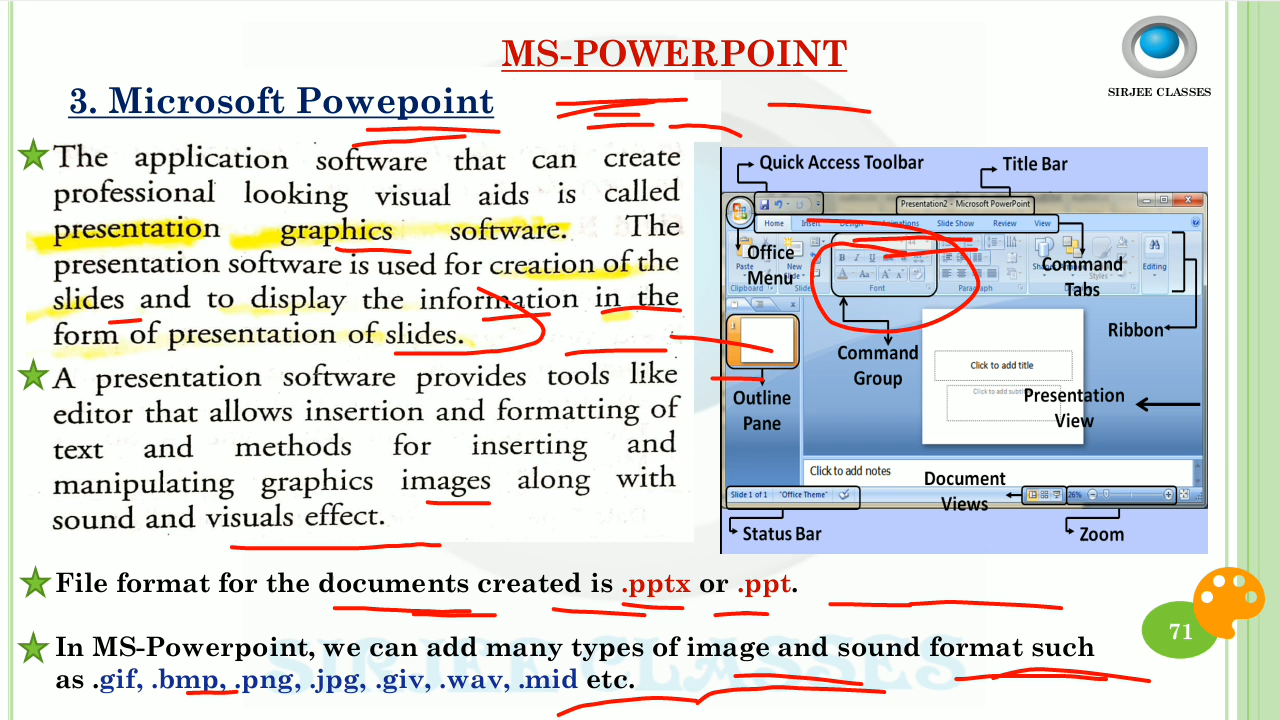 MS-POWERPOINT
SIRJEE CLASSES
3. Microsoft Powepoint
The application software that can create
professional looking visual aids is called
presentation graphics software. The
presentation software is used for creation of the
slides and to display the information in the
form of presentation of slides.
A presentation software provides tools like
editor that allows insertion and formatting of
text and methods for inserting and
manipulating graphics images along with
sound and visuals effect.
Quick Access Toolbar
Title Bar
Presentation2 - Microsoft PowerPoint
Home Insert Design Animations Slide Show Review View
Office
Menu
Paste
New
Clipboard
Font
Paragraph
Styles
Editing
Command
Tabs
Ribbon
Command
Group
Click to add title
Outline
Pane
Presentation
View
Click to add notes
Document
Views
Slide 1 of 1 "Office Theme"
26%
Status Bar
Zoom
File format for the documents created is .pptx or .ppt.
71
In MS-Powerpoint, we can add many types of image and sound format such
as .gif, .bmp, .png, .jpg, .giv, .wav, .mid etc.
SIRJEE CLASSES